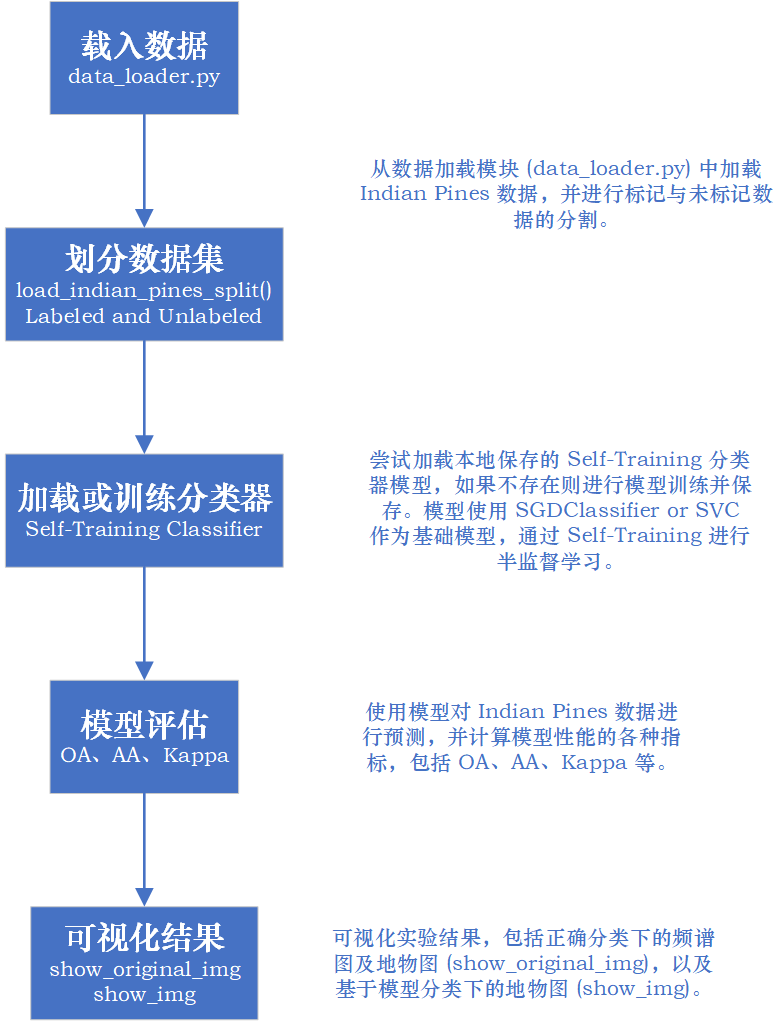 载入数据
data_loader.py
从数据加载模块 (data_loader.py) 中加载
Indian Pines 数据，并进行标记与未标记数
据的分割。
划分数据集
load_indian_pines_split()
Labeled and Unlabeled
尝试加载本地保存的 Self-Training 分类
器模型，如果不存在则进行模型训练并保
存。模型使用 SGDClassifier or SVC
作为基础模型，通过 Self-Training 进行
半监督学习。
加载或训练分类器
Self-Training Classifier
模型评估
OA、AA、Kappa
使用模型对 Indian Pines 数据进
行预测，并计算模型性能的各种指
标，包括 OA、AA、Kappa 等。
可视化结果
show_original_img
show_img
可视化实验结果，包括正确分类下的频谱
图及地物图 (show_original_img)，以及
基于模型分类下的地物图 (show_img)。